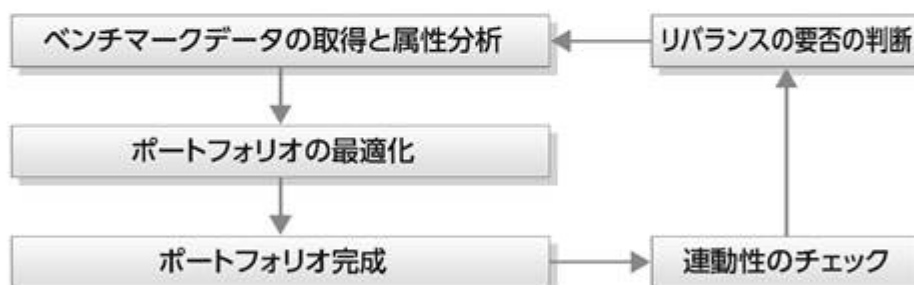 ベンチマークデータの取得と属性分析
リバランスの要否の判断
ポートフォリオの最適化
ポートフォリオ完成
連動性のチェック